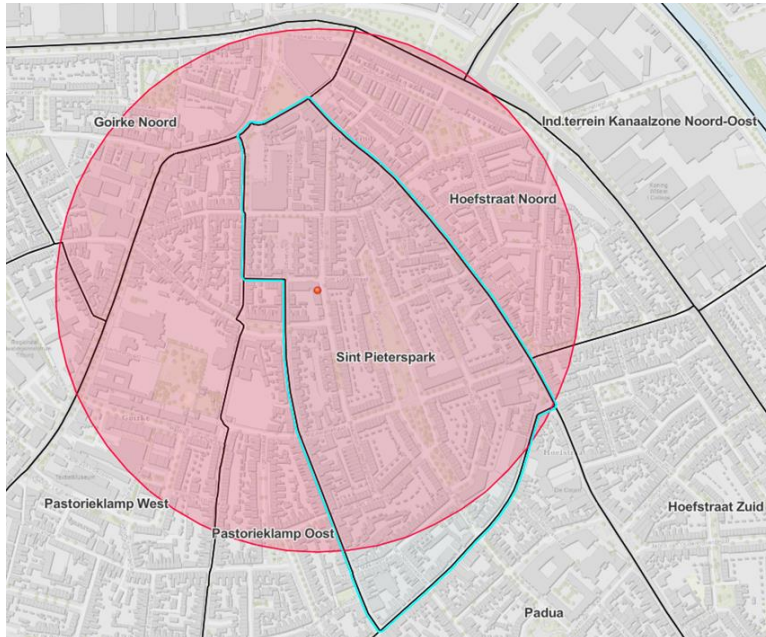 Goirke Noord
Ind.terrein Kanaalzone Noord-Oost
Hoefstraat Noord
Sint Pieterspark
Pastorieklamp West
Pastorieklamp Oost
Hoefstraat Zuid
Padua